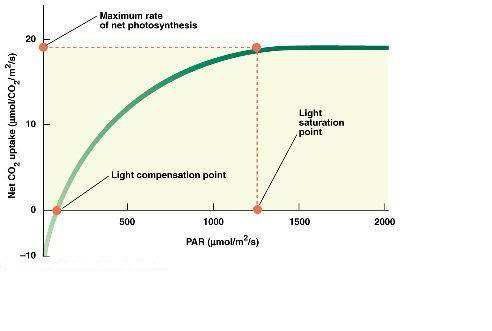 Maximum rate
of net photosynthesis
20
10
0
−10
Net CO2 uptake (µmol/CO2/m2/s)
Light
saturation
point
Light compensation point
500
1000
1500
2000
PAR (µmol/m2/s)